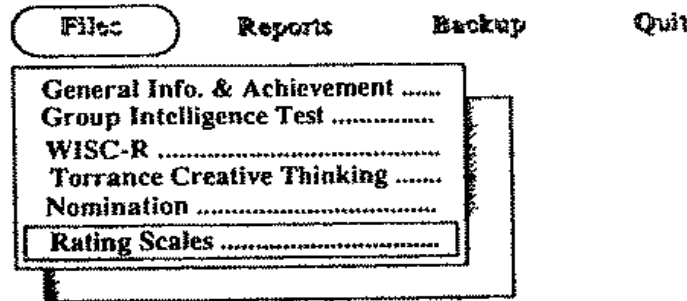 Files Reports Backup Quit
General Info. & Achievement ......
Group Intelligence Test ..............
WISC-R ......................................
Torrance Creative Thinking .......
Nomination ................................
Rating Scales .............................